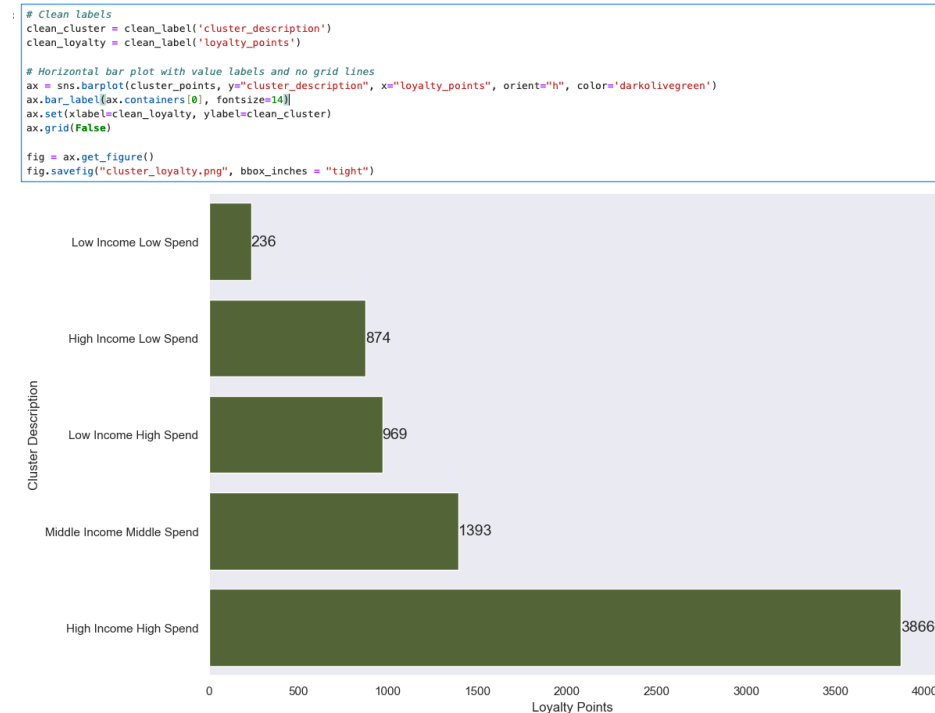 # Clean labels
clean_cluster = clean_label('cluster_description')
clean_loyalty = clean_label('loyalty_points')
# Horizontal bar plot with value labels and no grid lines
ax = sns.barplot(cluster_points, y="cluster_description", x="loyalty_points", orient="h", color='darkolivegreen')
ax.bar_label(ax.containers[0], fontsize=14)
ax.set(xlabel=clean_loyalty, ylabel=clean_cluster)
ax.grid(False)
fig = ax.get_figure()
fig.savefig("cluster_loyalty.png", bbox_inches = "tight")
Low Income Low Spend
236
High Income Low Spend
874
Cluster Description
Low Income High Spend
969
Middle Income Middle Spend
1393
High Income High Spend
3866
0 500 1000 1500 2000 2500 3000 3500 4000
Loyalty Points